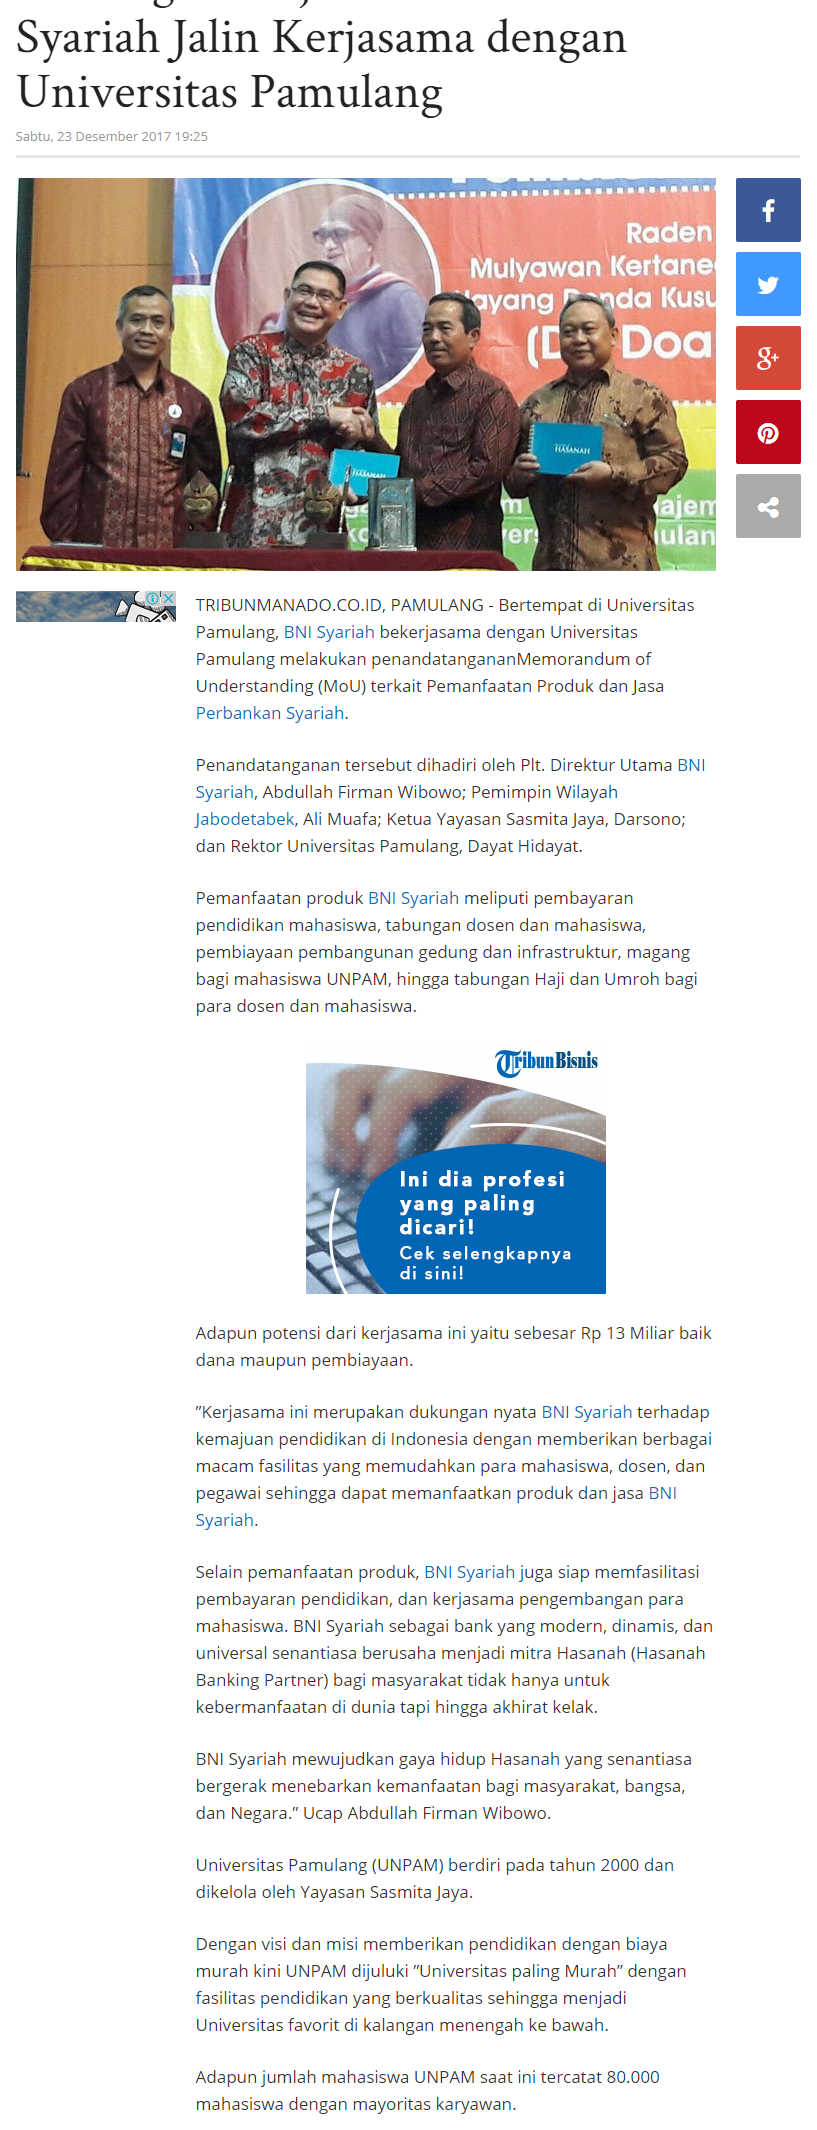 Syariah Jalin Kerjasama dengan
Universitas Pamulang
Sabtu, 23 Desember 2017 19:25
Raden
Mulyawan Kertane
ayang Kusu
Doa
HASANAH
ajem
ulan
TRIBUNMANADO.CO.ID, PAMULANG - Bertempat di Universitas
Pamulang, BNI Syariah bekerjasama dengan Universitas
Pamulang melakukan penandatangananMemorandum of
Understanding (MoU) terkait Pemanfaatan Produk dan Jasa
Perbankan Syariah.
Penandatanganan tersebut dihadiri oleh Plt. Direktur Utama BNI
Syariah, Abdullah Firman Wibowo; Pemimpin Wilayah
Jabodetabek, Ali Muafa; Ketua Yayasan Sasmita Jaya, Darsono;
dan Rektor Universitas Pamulang, Dayat Hidayat.
Pemanfaatan produk BNI Syariah meliputi pembayaran
pendidikan mahasiswa, tabungan dosen dan mahasiswa,
pembiayaan pembangunan gedung dan infrastruktur, magang
bagi mahasiswa UNPAM, hingga tabungan Haji dan Umroh bagi
para dosen dan mahasiswa.
TribunBisnis
Ini dia profesi
yang paling
dicari!
Cek selengkapnya
di sini!
Adapun potensi dari kerjasama ini yaitu sebesar Rp 13 Miliar baik
dana maupun pembiayaan.
”Kerjasama ini merupakan dukungan nyata BNI Syariah terhadap
kemajuan pendidikan di Indonesia dengan memberikan berbagai
macam fasilitas yang memudahkan para mahasiswa, dosen, dan
pegawai sehingga dapat memanfaatkan produk dan jasa BNI
Syariah.
Selain pemanfaatan produk, BNI Syariah juga siap memfasilitasi
pembayaran pendidikan, dan kerjasama pengembangan para
mahasiswa. BNI Syariah sebagai bank yang modern, dinamis, dan
universal senantiasa berusaha menjadi mitra Hasanah (Hasanah
Banking Partner) bagi masyarakat tidak hanya untuk
kebermanfaatan di dunia tapi hingga akhirat kelak.
BNI Syariah mewujudkan gaya hidup Hasanah yang senantiasa
bergerak menebarkan kemanfaatan bagi masyarakat, bangsa,
dan Negara.” Ucap Abdullah Firman Wibowo.
Universitas Pamulang (UNPAM) berdiri pada tahun 2000 dan
dikelola oleh Yayasan Sasmita Jaya.
Dengan visi dan misi memberikan pendidikan dengan biaya
murah kini UNPAM dijuluki ”Universitas paling Murah” dengan
fasilitas pendidikan yang berkualitas sehingga menjadi
Universitas favorit di kalangan menengah ke bawah.
Adapun jumlah mahasiswa UNPAM saat ini tercatat 80.000
mahasiswa dengan mayoritas karyawan.